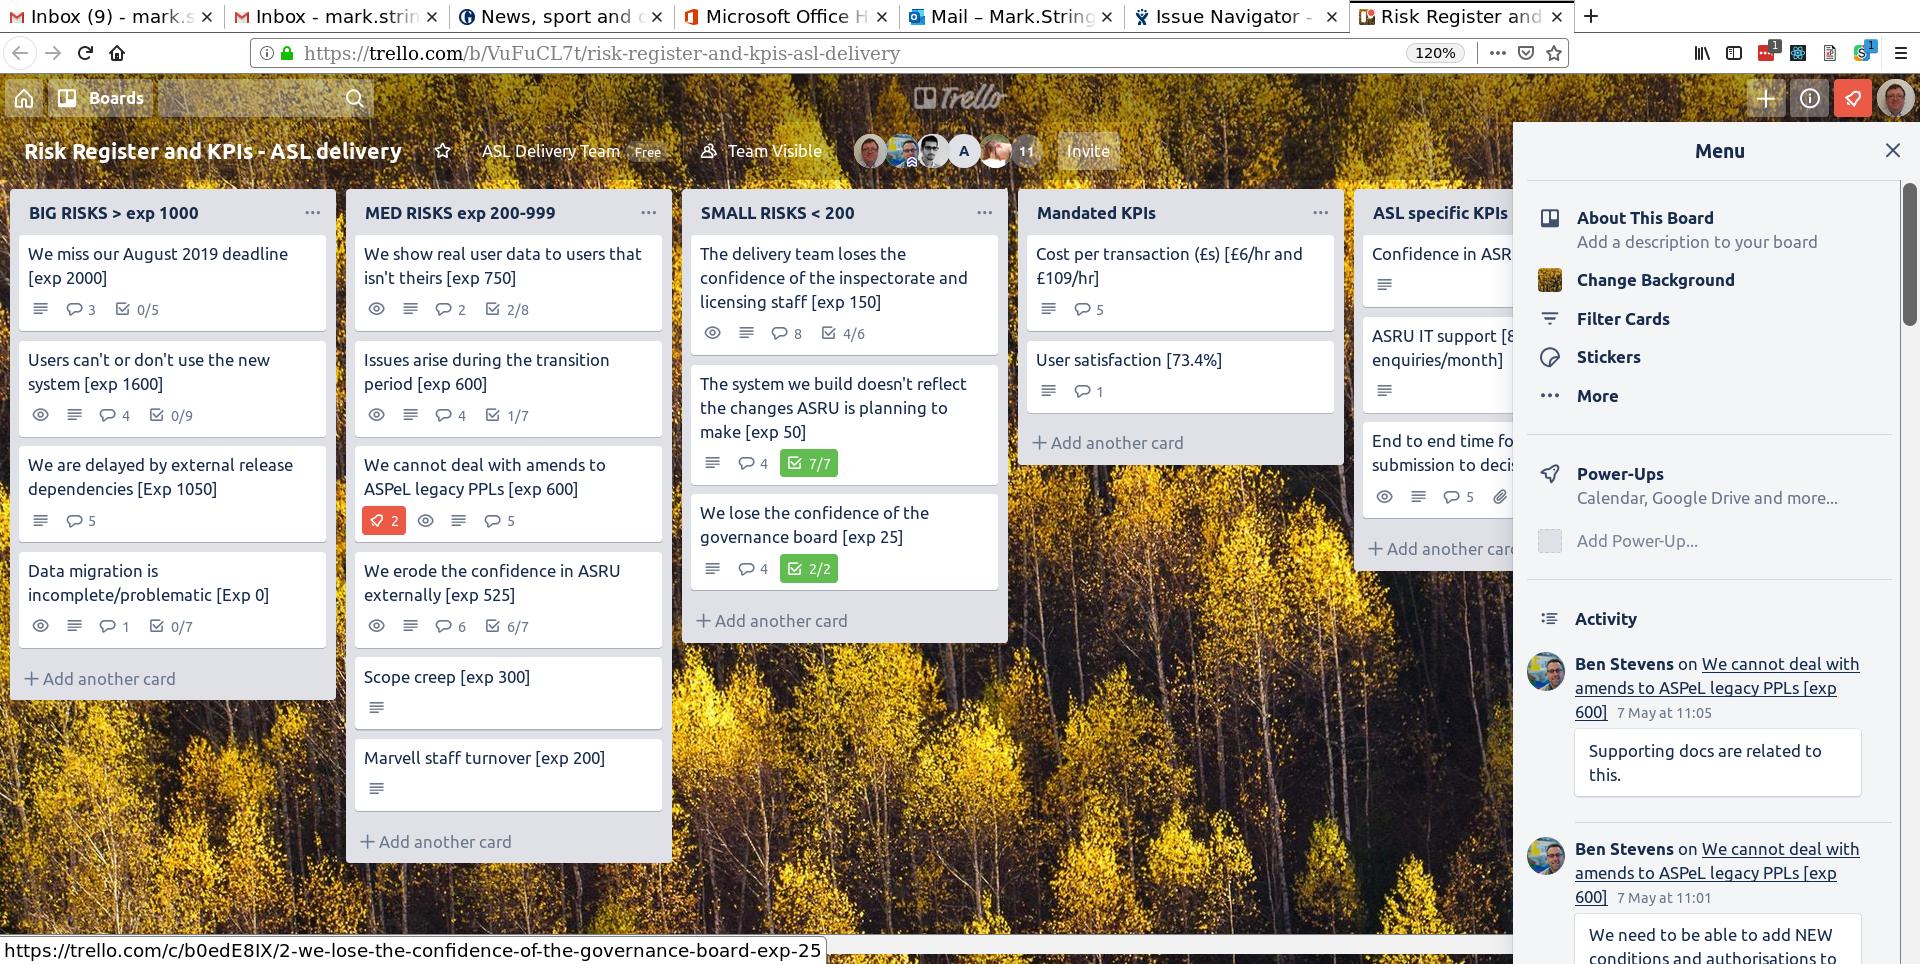 Inbox (9) - mark.s
Inbox - mark.strin
News, sport and o
Microsoft Office H
Mail – Mark.String
Issue Navigator -
Risk Register and
https://trello.com/b/VuFuCL7t/risk-register-and-kpis-asl-delivery
120%
1
1
Boards
Trello
Risk Register and KPIs - ASL delivery
ASL Delivery Team Free
Team Visible
A
11
Invite
BIG RISKS > exp 1000
We miss our August 2019 deadline
[exp 2000]
3 0/5
Users can't or don't use the new
system [exp 1600]
4 0/9
We are delayed by external release
dependencies [Exp 1050]
5
Data migration is
incomplete/problematic [Exp 0]
1 0/7
Add another card
MED RISKS exp 200-999
We show real user data to users that
isn't theirs [exp 750]
2 2/8
Issues arise during the transition
period [exp 600]
4 1/7
We cannot deal with amends to
ASPeL legacy PPLs [exp 600]
2 5
We erode the confidence in ASRU
externally [exp 525]
6 6/7
Scope creep [exp 300]
Marvell staff turnover [exp 200]
Add another card
SMALL RISKS < 200
The delivery team loses the
confidence of the inspectorate and
licensing staff [exp 150]
8 4/6
The system we build doesn't reflect
the changes ASRU is planning to
make [exp 50]
4 7/7
We lose the confidence of the
governance board [exp 25]
4 2/2
Add another card
Mandated KPIs
Cost per transaction (£s) [£6/hr and
£109/hr]
5
User satisfaction [73.4%]
1
Add another card
ASL specific KPIs
Confidence in ASR
ASRU IT support [8
enquiries/month]
End to end time fo
submission to decis
5
Add another card
Menu
About This Board
Add a description to your board
Change Background
Filter Cards
Stickers
More
Power-Ups
Calendar, Google Drive and more...
Add Power-Up...
Activity
Ben Stevens on We cannot deal with
amends to ASPeL legacy PPLs [exp
600] 7 May at 11:05
Supporting docs are related to
this.
Ben Stevens on We cannot deal with
amends to ASPeL legacy PPLs [exp
600] 7 May at 11:01
We need to be able to add NEW
conditions and authorisations to
https://trello.com/c/b0edE8IX/2-we-lose-the-confidence-of-the-governance-board-exp-25